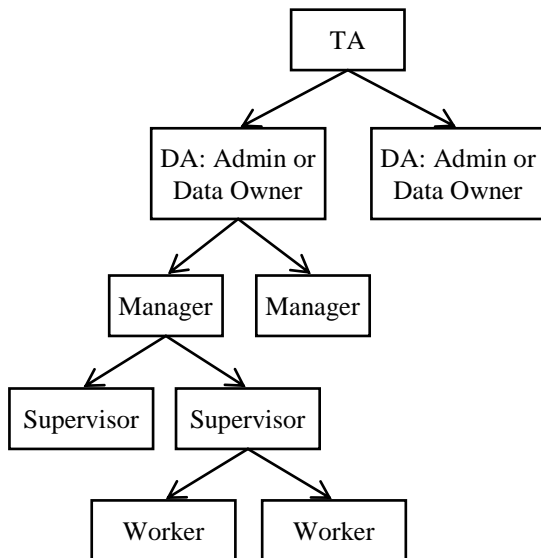 TA
DA: Admin or
Data Owner
DA: Admin or
Data Owner
Manager
Manager
Supervisor
Supervisor
Worker
Worker